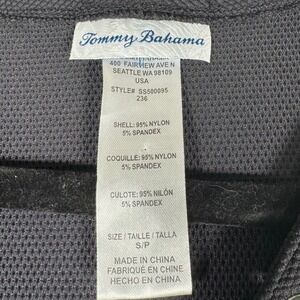 Tommy Bahama
400 FAIRVIEW AVE N
SEATTLE WA 98109
USA
STYLE# SS500095
236
SHELL: 95% NYLON
5% SPANDEX
COQUILLE: 95% NYLON
5% SPANDEX
CULOTE: 95% NILÓN
5% SPANDEX
SIZE / TAILLE / TALLA
S/P
MADE IN CHINA
FABRIQUÉ EN CHINE
HECHO EN CHINA